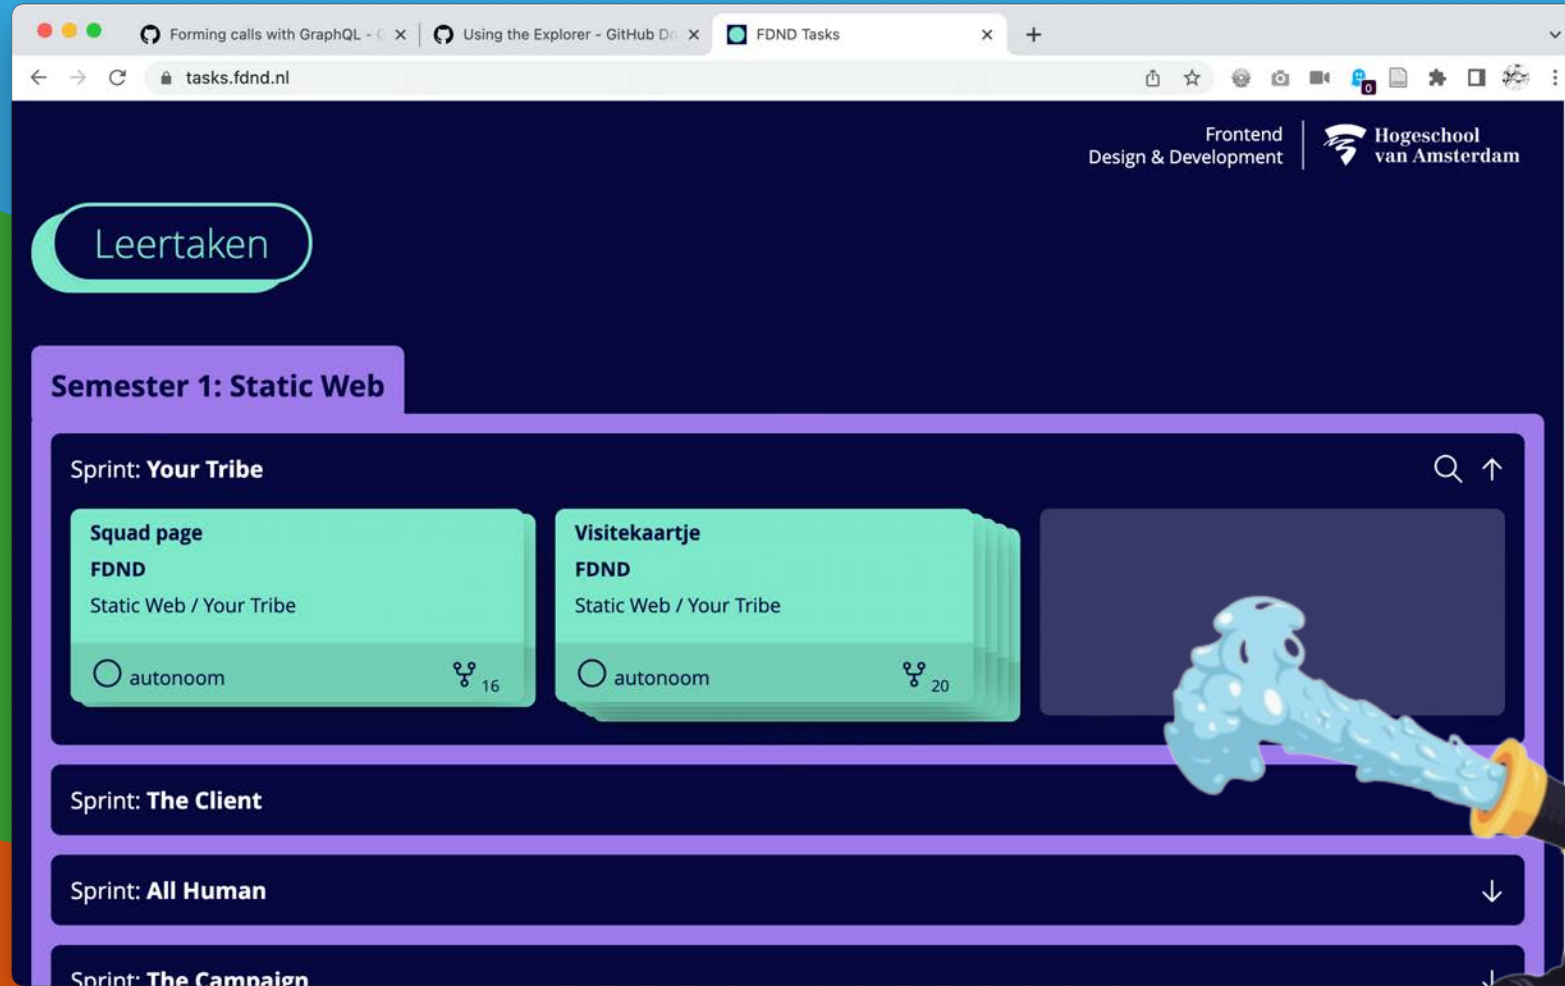 Forming calls with GraphQL -
Using the Explorer - GitHub Do
FDND Tasks
tasks.fdnd.nl
0
Frontend
Design & Development
Hogeschool
van Amsterdam
Leertaken
Semester 1: Static Web
Sprint: Your Tribe
Squad page
FDND
Static Web / Your Tribe
autonoom
16
Visitekaartje
FDND
Static Web / Your Tribe
autonoom
20
Sprint: The Client
Sprint: All Human
Sprint: The Campaign